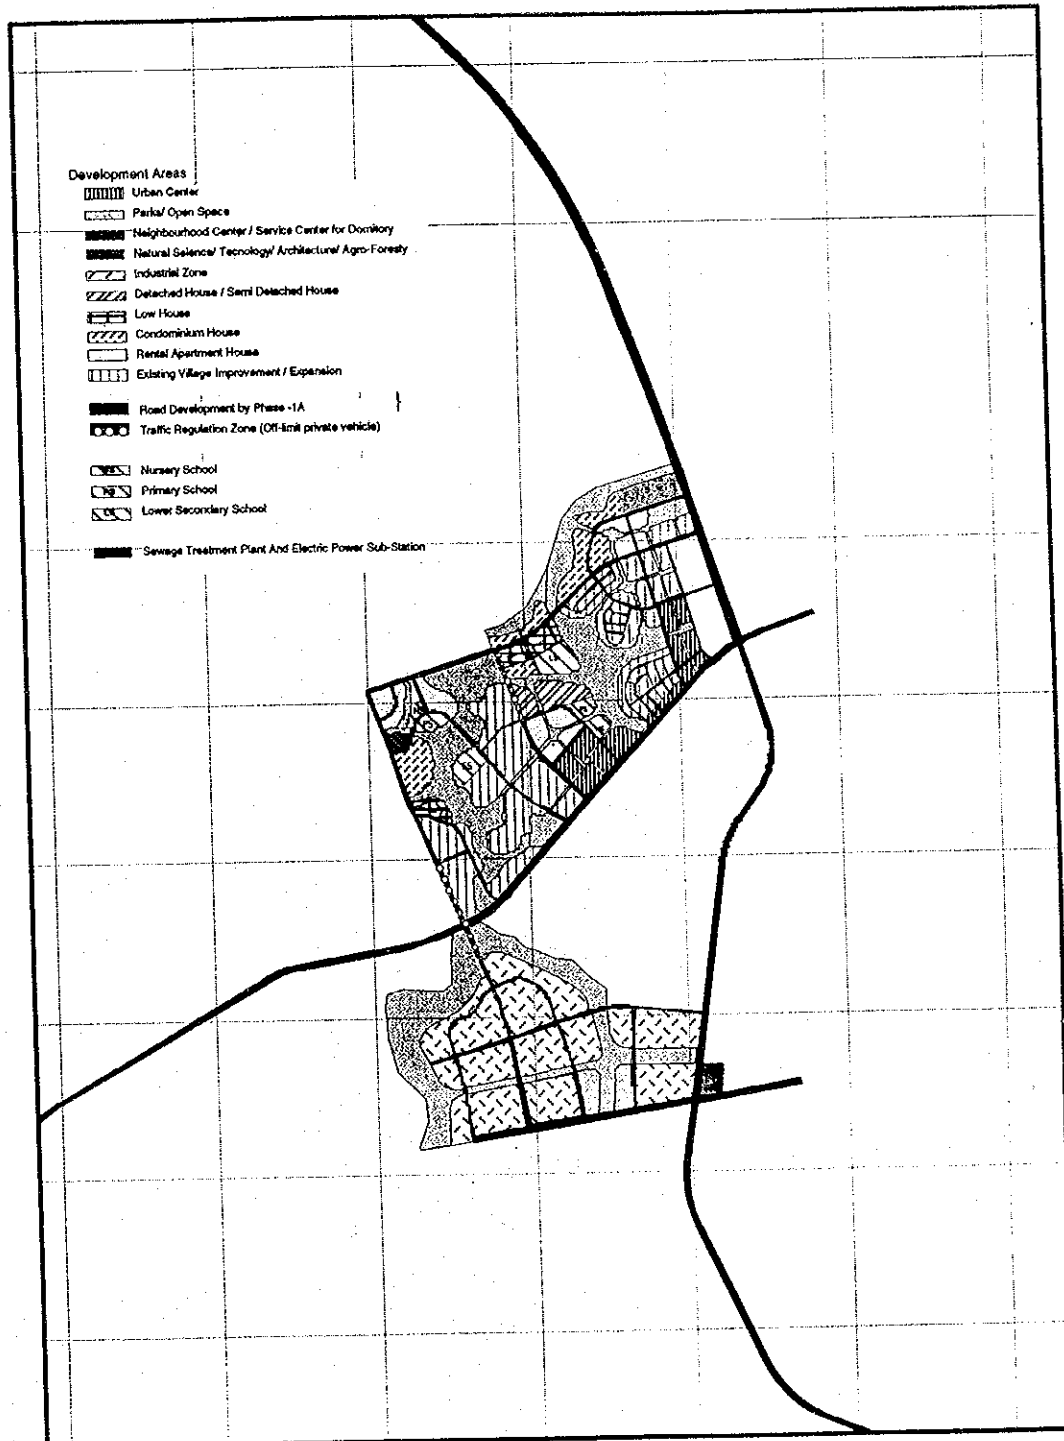 Development Areas
Urban Center
Parks/ Open Space
Neighbourhood Center / Service Center for Domitory
Natural Science/ Tecnology/ Architecture/ Agro-Foresty
Industrial Zone
Detached House / Semi Detached House
Low House
Condominium House
Rental Apartment House
Existing Village Improvement / Expansion
Road Development by Phase -1A
Traffic Regulation Zone (Off-limit private vehicle)
Nursery School
Primary School
Lower Secondary School
Sewage Treatment Plant And Electric Power Sub-Station